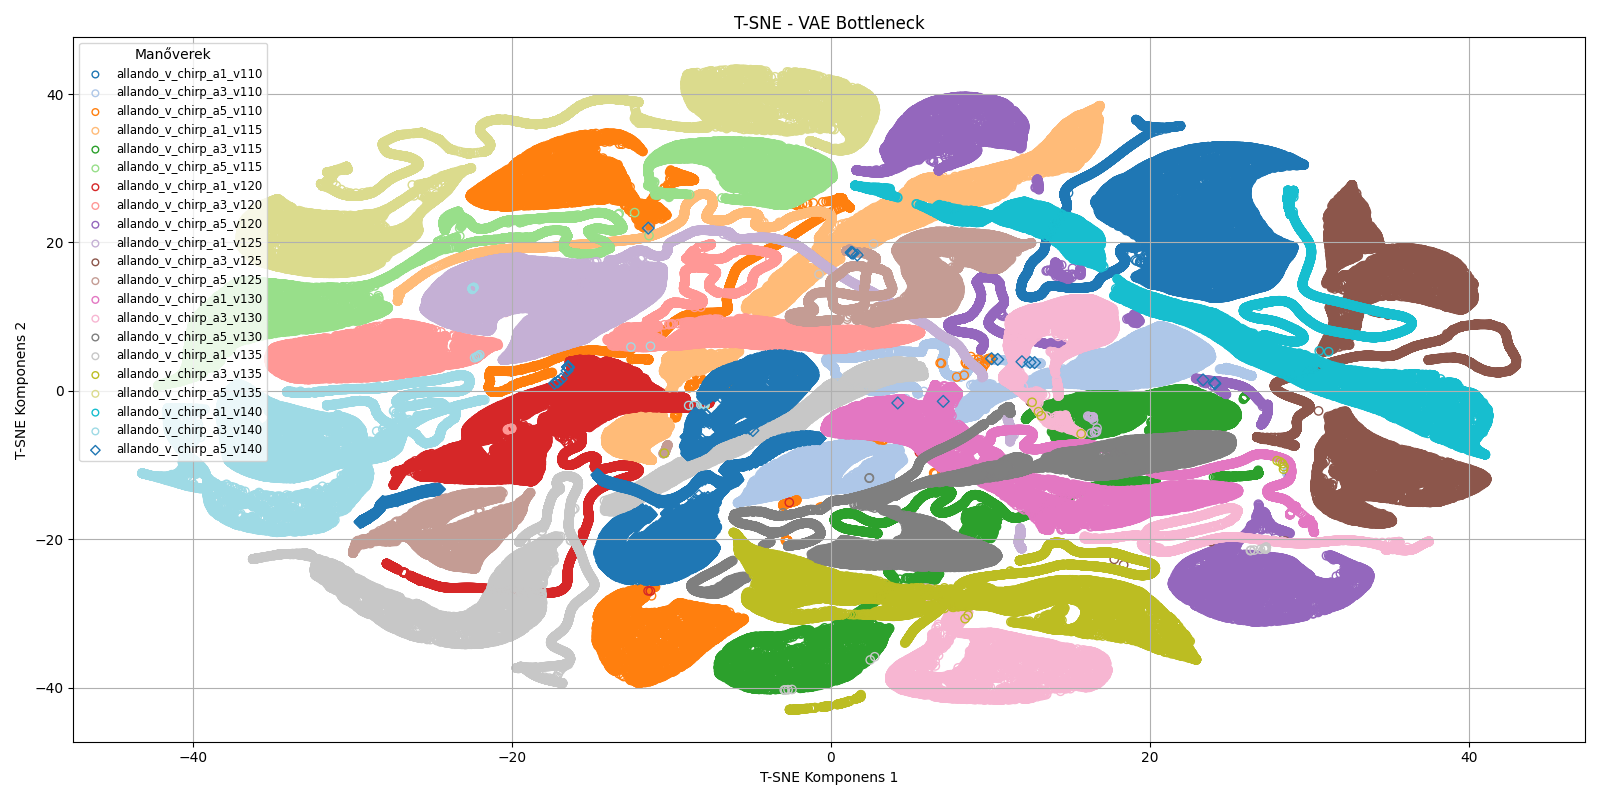 T-SNE - VAE Bottleneck
Manőverek
allando_v_chirp_a1_v110
allando_v_chirp_a3_v110
allando_v_chirp_a5_v110
allando_v_chirp_a1_v115
allando_v_chirp_a3_v115
allando_v_chirp_a5_v115
allando_v_chirp_a1_v120
allando_v_chirp_a3_v120
allando_v_chirp_a5_v120
allando_v_chirp_a1_v125
allando_v_chirp_a3_v125
allando_v_chirp_a5_v125
allando_v_chirp_a1_v130
allando_v_chirp_a3_v130
allando_v_chirp_a5_v130
allando_v_chirp_a1_v135
allando_v_chirp_a3_v135
allando_v_chirp_a5_v135
allando_v_chirp_a1_v140
allando_v_chirp_a3_v140
allando_v_chirp_a5_v140
T-SNE Komponens 2
40
20
0
−20
−40
−40
−20
0
20
40
T-SNE Komponens 1